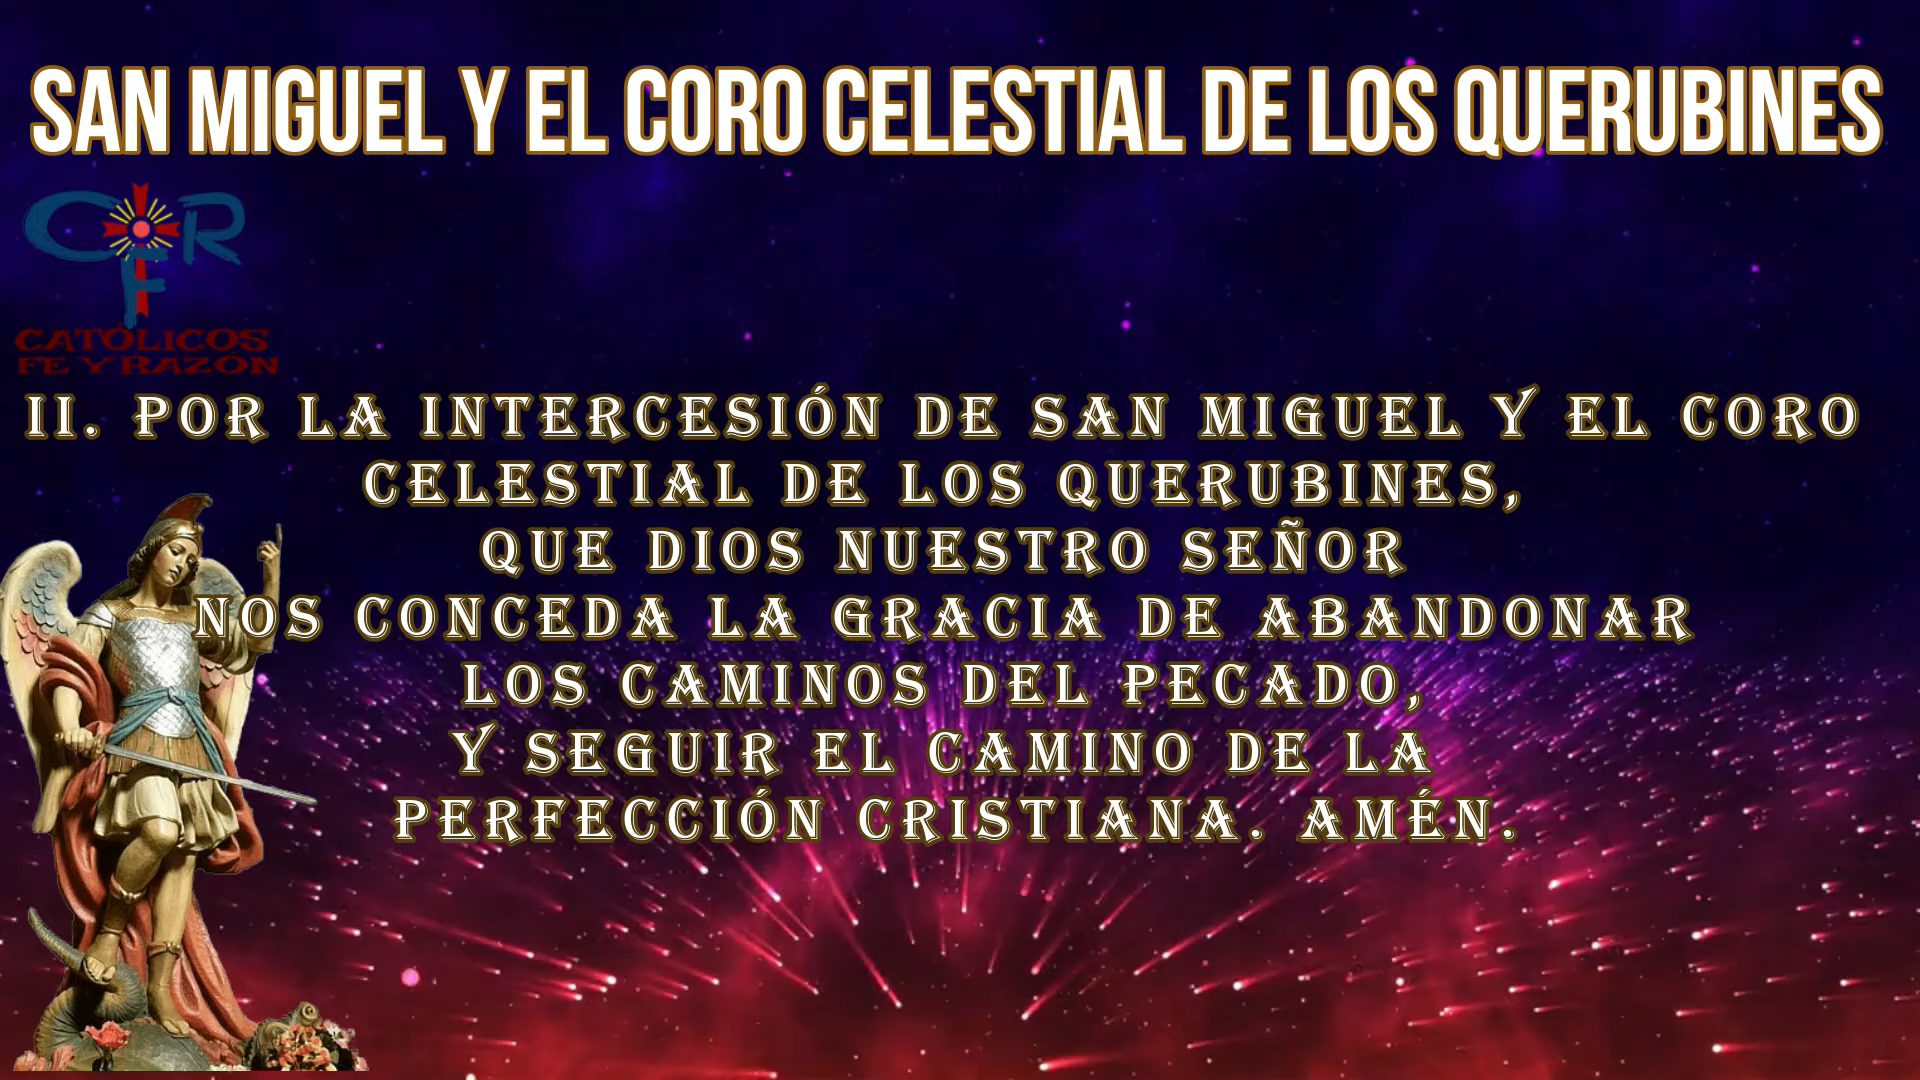 SAN MIGUEL Y EL CORO CELESTIAL DE LOS QUERUBINES
CFR
CATÓLICOS
FE Y RAZÓN
II. POR LA INTERCESIÓN DE SAN MIGUEL Y EL CORO
CELESTIAL DE LOS QUERUBINES,
QUE DIOS NUESTRO SEÑOR
NOS CONCEDA LA GRACIA DE ABANDONAR
LOS CAMINOS DEL PECADO,
Y SEGUIR EL CAMINO DE LA
PERFECCIÓN CRISTIANA. AMÉN.